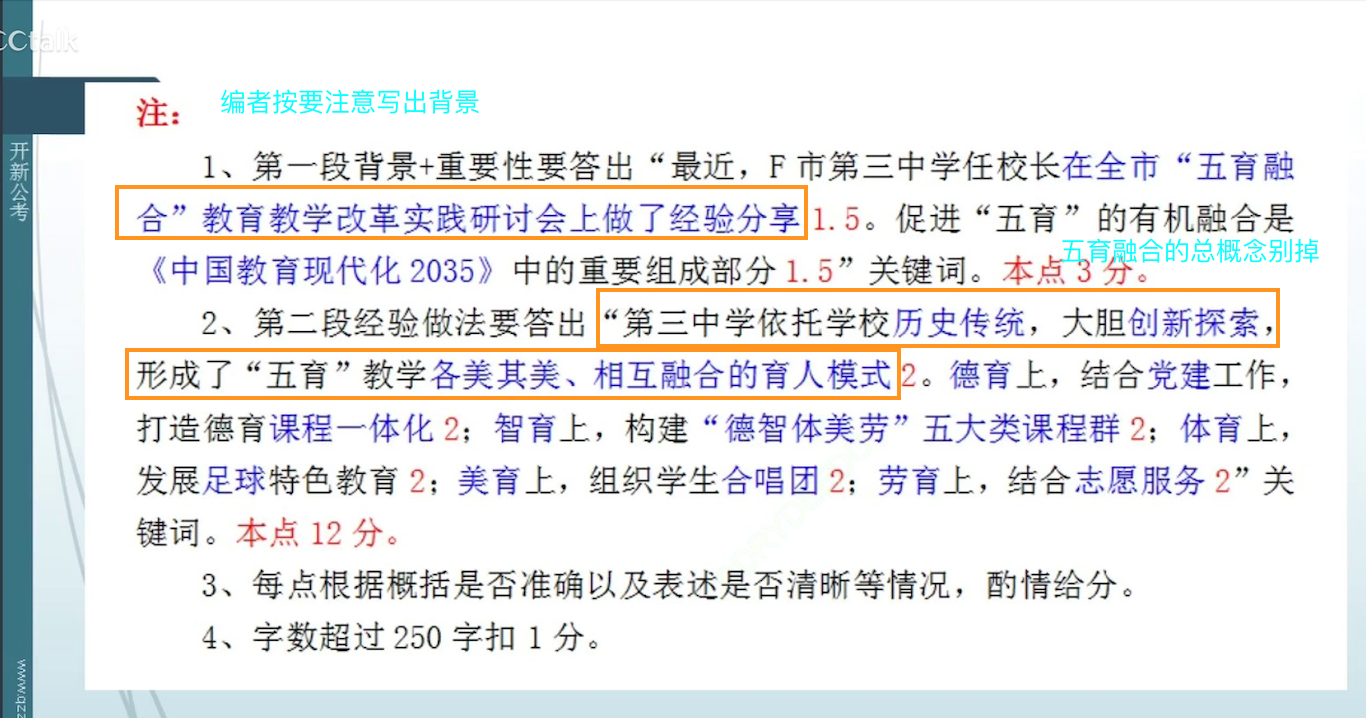 CCtalk
开新公考
注：
编者按要注意写出背景
1、第一段背景+重要性要答出“最近，F 市第三中学任校长在全市“五育融
合”教育教学改革实践研讨会上做了经验分享 1.5。促进“五育”的有机融合是
五育融合的总概念别掉
《中国教育现代化 2035》中的重要组成部分 1.5”关键词。本点 3 分。
2、第二段经验做法要答出“第三中学依托学校历史传统，大胆创新探索，
形成了“五育”教学各美其美、相互融合的育人模式 2。德育上，结合党建工作，
打造德育课程一体化 2；智育上，构建“德智体美劳”五大类课程群 2；体育上，
发展足球特色教育 2；美育上，组织学生合唱团 2；劳育上，结合志愿服务 2”关
键词。本点 12 分。
3、每点根据概括是否准确以及表述是否清晰等情况，酌情给分。
4、字数超过 250 字扣 1 分。